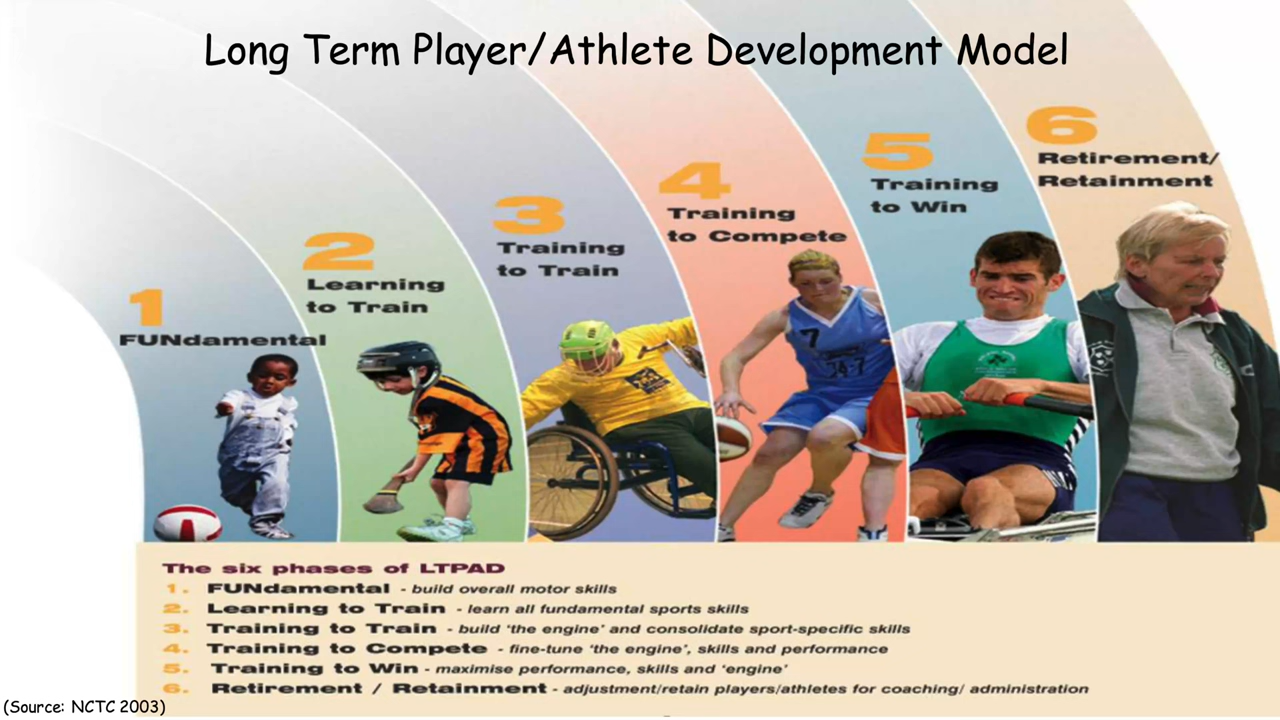 Long Term Player/Athlete Development Model
1
FUNdamental
2
Learning
to Train
3
Training
to Train
4
Training
to Compete
5
Training
to Win
6
Retirement/
Retainment
7
The six phases of LTPAD
1. FUNdamental - build overall motor skills
2. Learning to Train - learn all fundamental sports skills
3. Training to Train - build ‘the engine’ and consolidate sport-specific skills
4. Training to Compete - fine-tune ‘the engine’, skills and performance
5. Training to Win - maximise performance, skills and ‘engine’
6. Retirement / Retainment - adjustment/retain players/athletes for coaching/ administration
(Source: NCTC 2003)